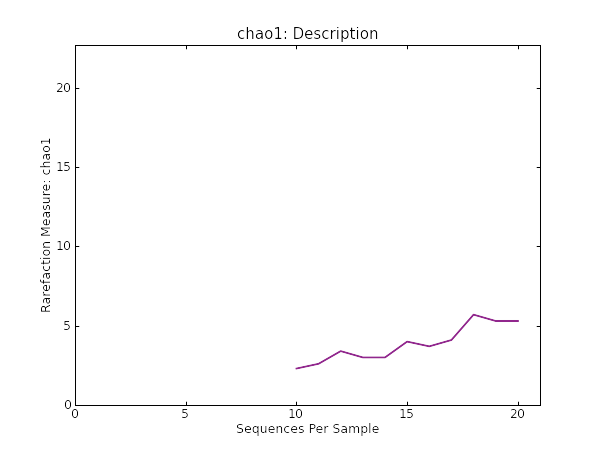 chao1: Description
Rarefaction Measure: chao1
20
15
10
5
0
0 5 10 15 20
Sequences Per Sample